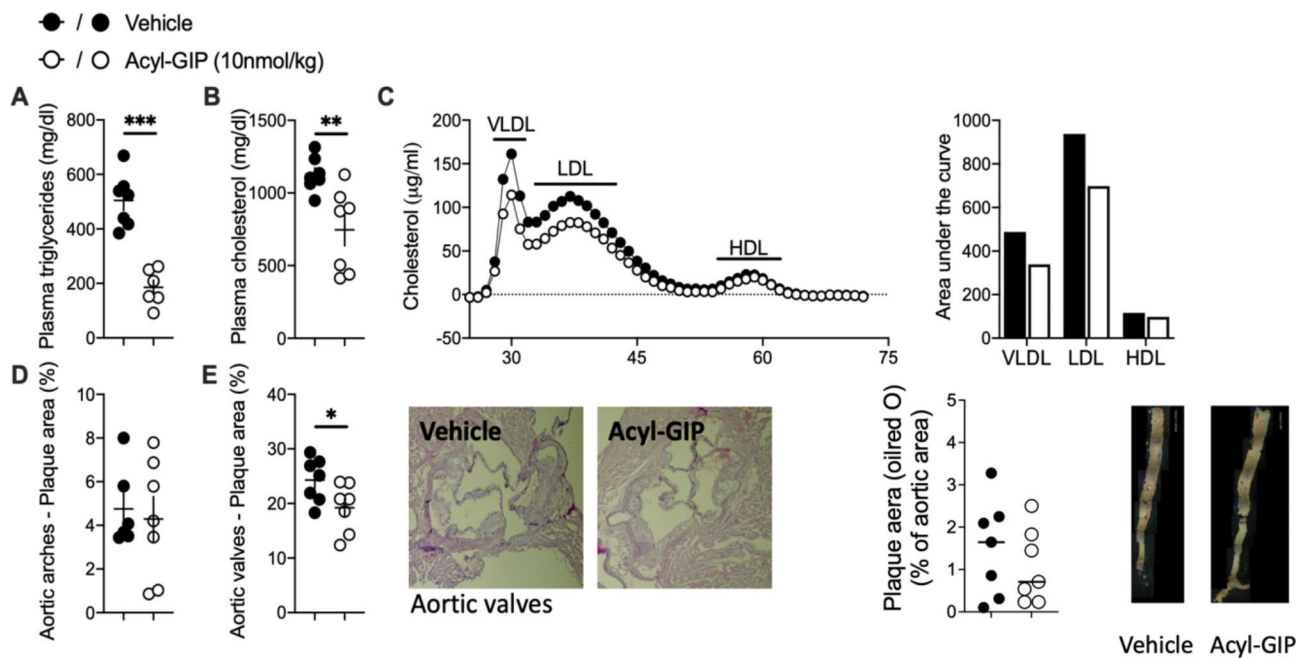 / Vehicle
/ Acyl-GIP (10nmol/kg)
A
Plasma triglycerides (mg/dl)
800
600
400
200
0
***
B
Plasma cholesterol (mg/dl)
1500
1000
500
0
**
C
Cholesterol (µg/ml)
200
150
100
50
0
-50
VLDL
LDL
HDL
30 45 60 75
Area under the curve
1000
800
600
400
200
0
VLDL LDL HDL
D
Aortic arches - Plaque area (%)
10
8
6
4
2
0
E
Aortic valves - Plaque area (%)
40
30
20
10
0
*
Vehicle
Acyl-GIP
Aortic valves
Plaque aera (oilred O)
(% of aortic area)
5
4
3
2
1
0
Vehicle Acyl-GIP